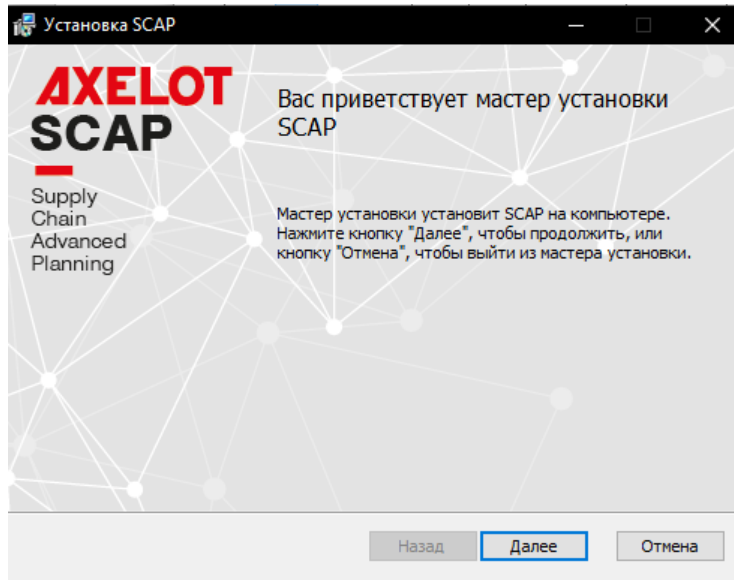 Установка SCAP
AXELOT
SCAP
Supply
Chain
Advanced
Planning
Вас приветствует мастер установки
SCAP
Мастер установки установит SCAP на компьютере.
Нажмите кнопку "Далее", чтобы продолжить, или
кнопку "Отмена", чтобы выйти из мастера установки.
Назад
Далее
Отмена